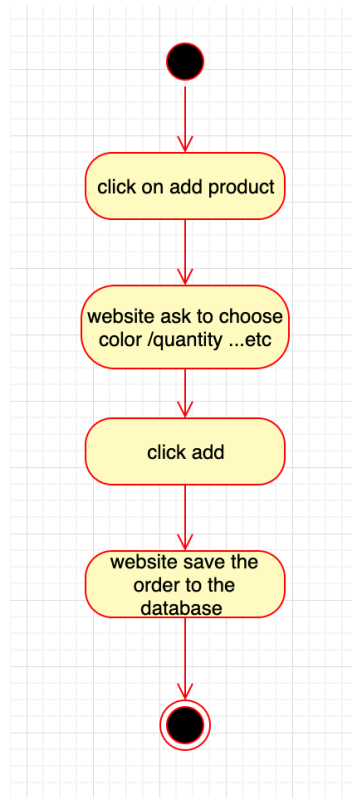 click on add product
website ask to choose
color /quantity ...etc
click add
website save the
order to the
database